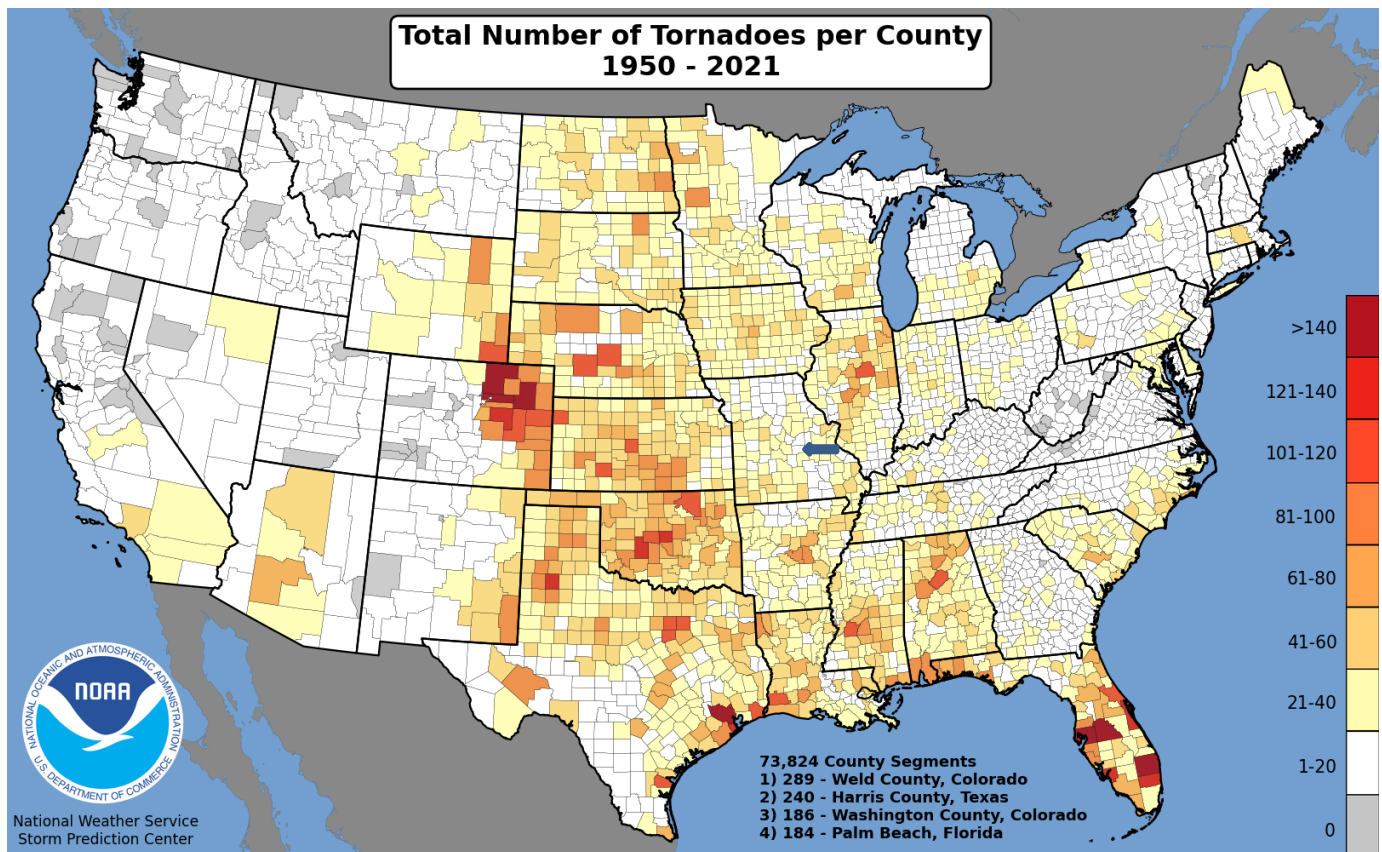 Total Number of Tornadoes per County
1950 - 2021
>140
121-140
101-120
81-100
61-80
41-60
21-40
1-20
0
NATIONAL OCEANIC AND ATMOSPHERIC ADMINISTRATION
NOAA
U.S. DEPARTMENT OF COMMERCE
National Weather Service
Storm Prediction Center
73,824 County Segments
1) 289 - Weld County, Colorado
2) 240 - Harris County, Texas
3) 186 - Washington County, Colorado
4) 184 - Palm Beach, Florida